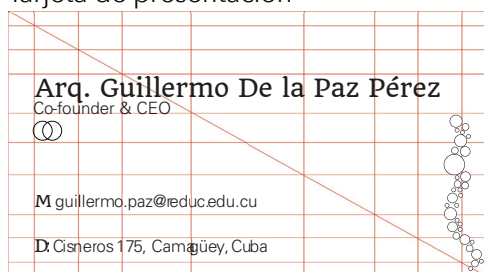 Tarjeta de presentación
Arq. Guillermo De la Paz Pérez
Co-founder & CEO
M guillermo.paz@reduc.edu.cu
D: Cisneros 175, Camagüey, Cuba